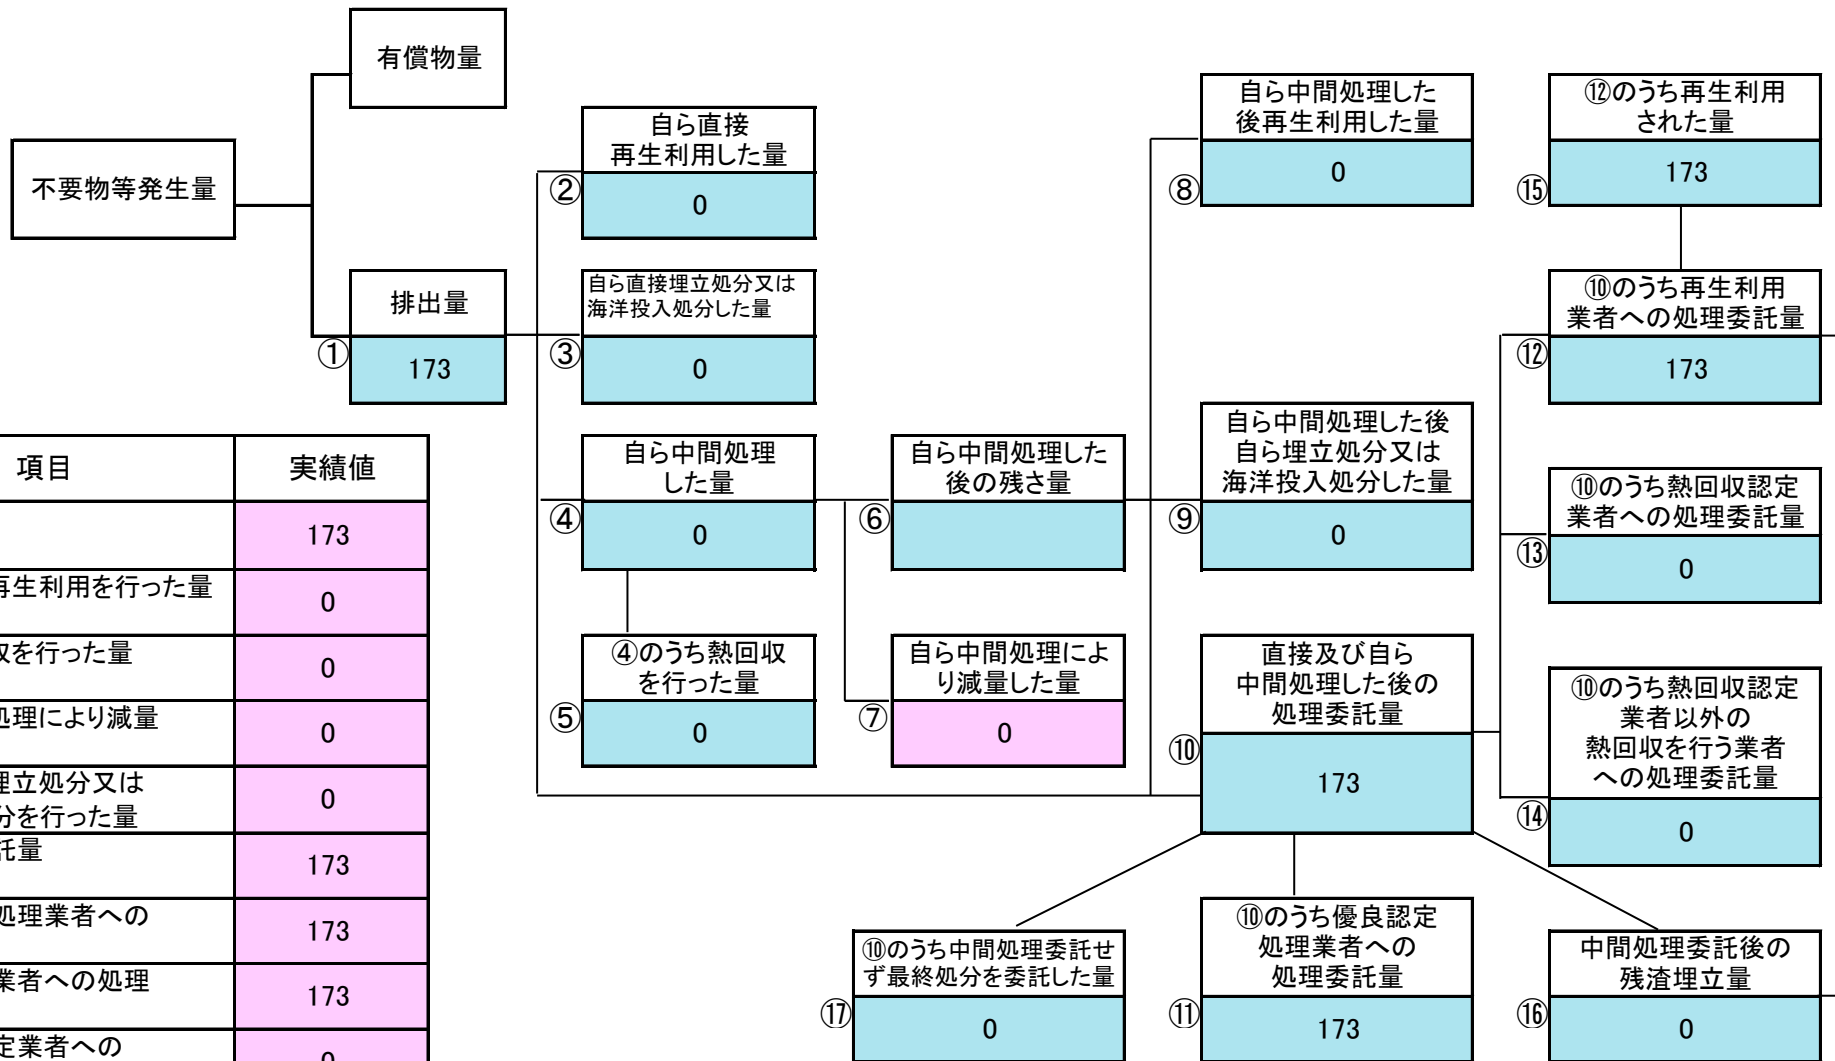 有償物量
不要物等発生量
排出量
①
173
自ら直接
再生利用した量
②
0
自ら直接埋立処分又は
海洋投入処分した量
③
0
自ら中間処理
した量
④
0
④のうち熱回収
を行った量
⑤
0
自ら中間処理した
後の残さ量
⑥
自ら中間処理によ
り減量した量
⑦
0
自ら中間処理した
後再生利用した量
⑧
0
自ら中間処理した後
自ら埋立処分又は
海洋投入処分した量
⑨
0
直接及び自ら
中間処理した後の
処理委託量
⑩
173
⑫のうち再生利用
された量
⑮
173
⑩のうち再生利用
業者への処理委託量
⑫
173
⑩のうち熱回収認定
業者への処理委託量
⑬
0
⑩のうち熱回収認定
業者以外の
熱回収を行う業者
への処理委託量
⑭
0
⑩のうち中間処理委託せ
ず最終処分を委託した量
⑰
0
⑩のうち優良認定
処理業者への
処理委託量
⑪
173
中間処理委託後の
残渣埋立量
⑯
0
項目 実績値
173
再生利用を行った量 0
収を行った量 0
処理により減量 0
埋立処分又は
分を行った量 0
託量 173
処理業者への 173
業者への処理 173
定業者への 0